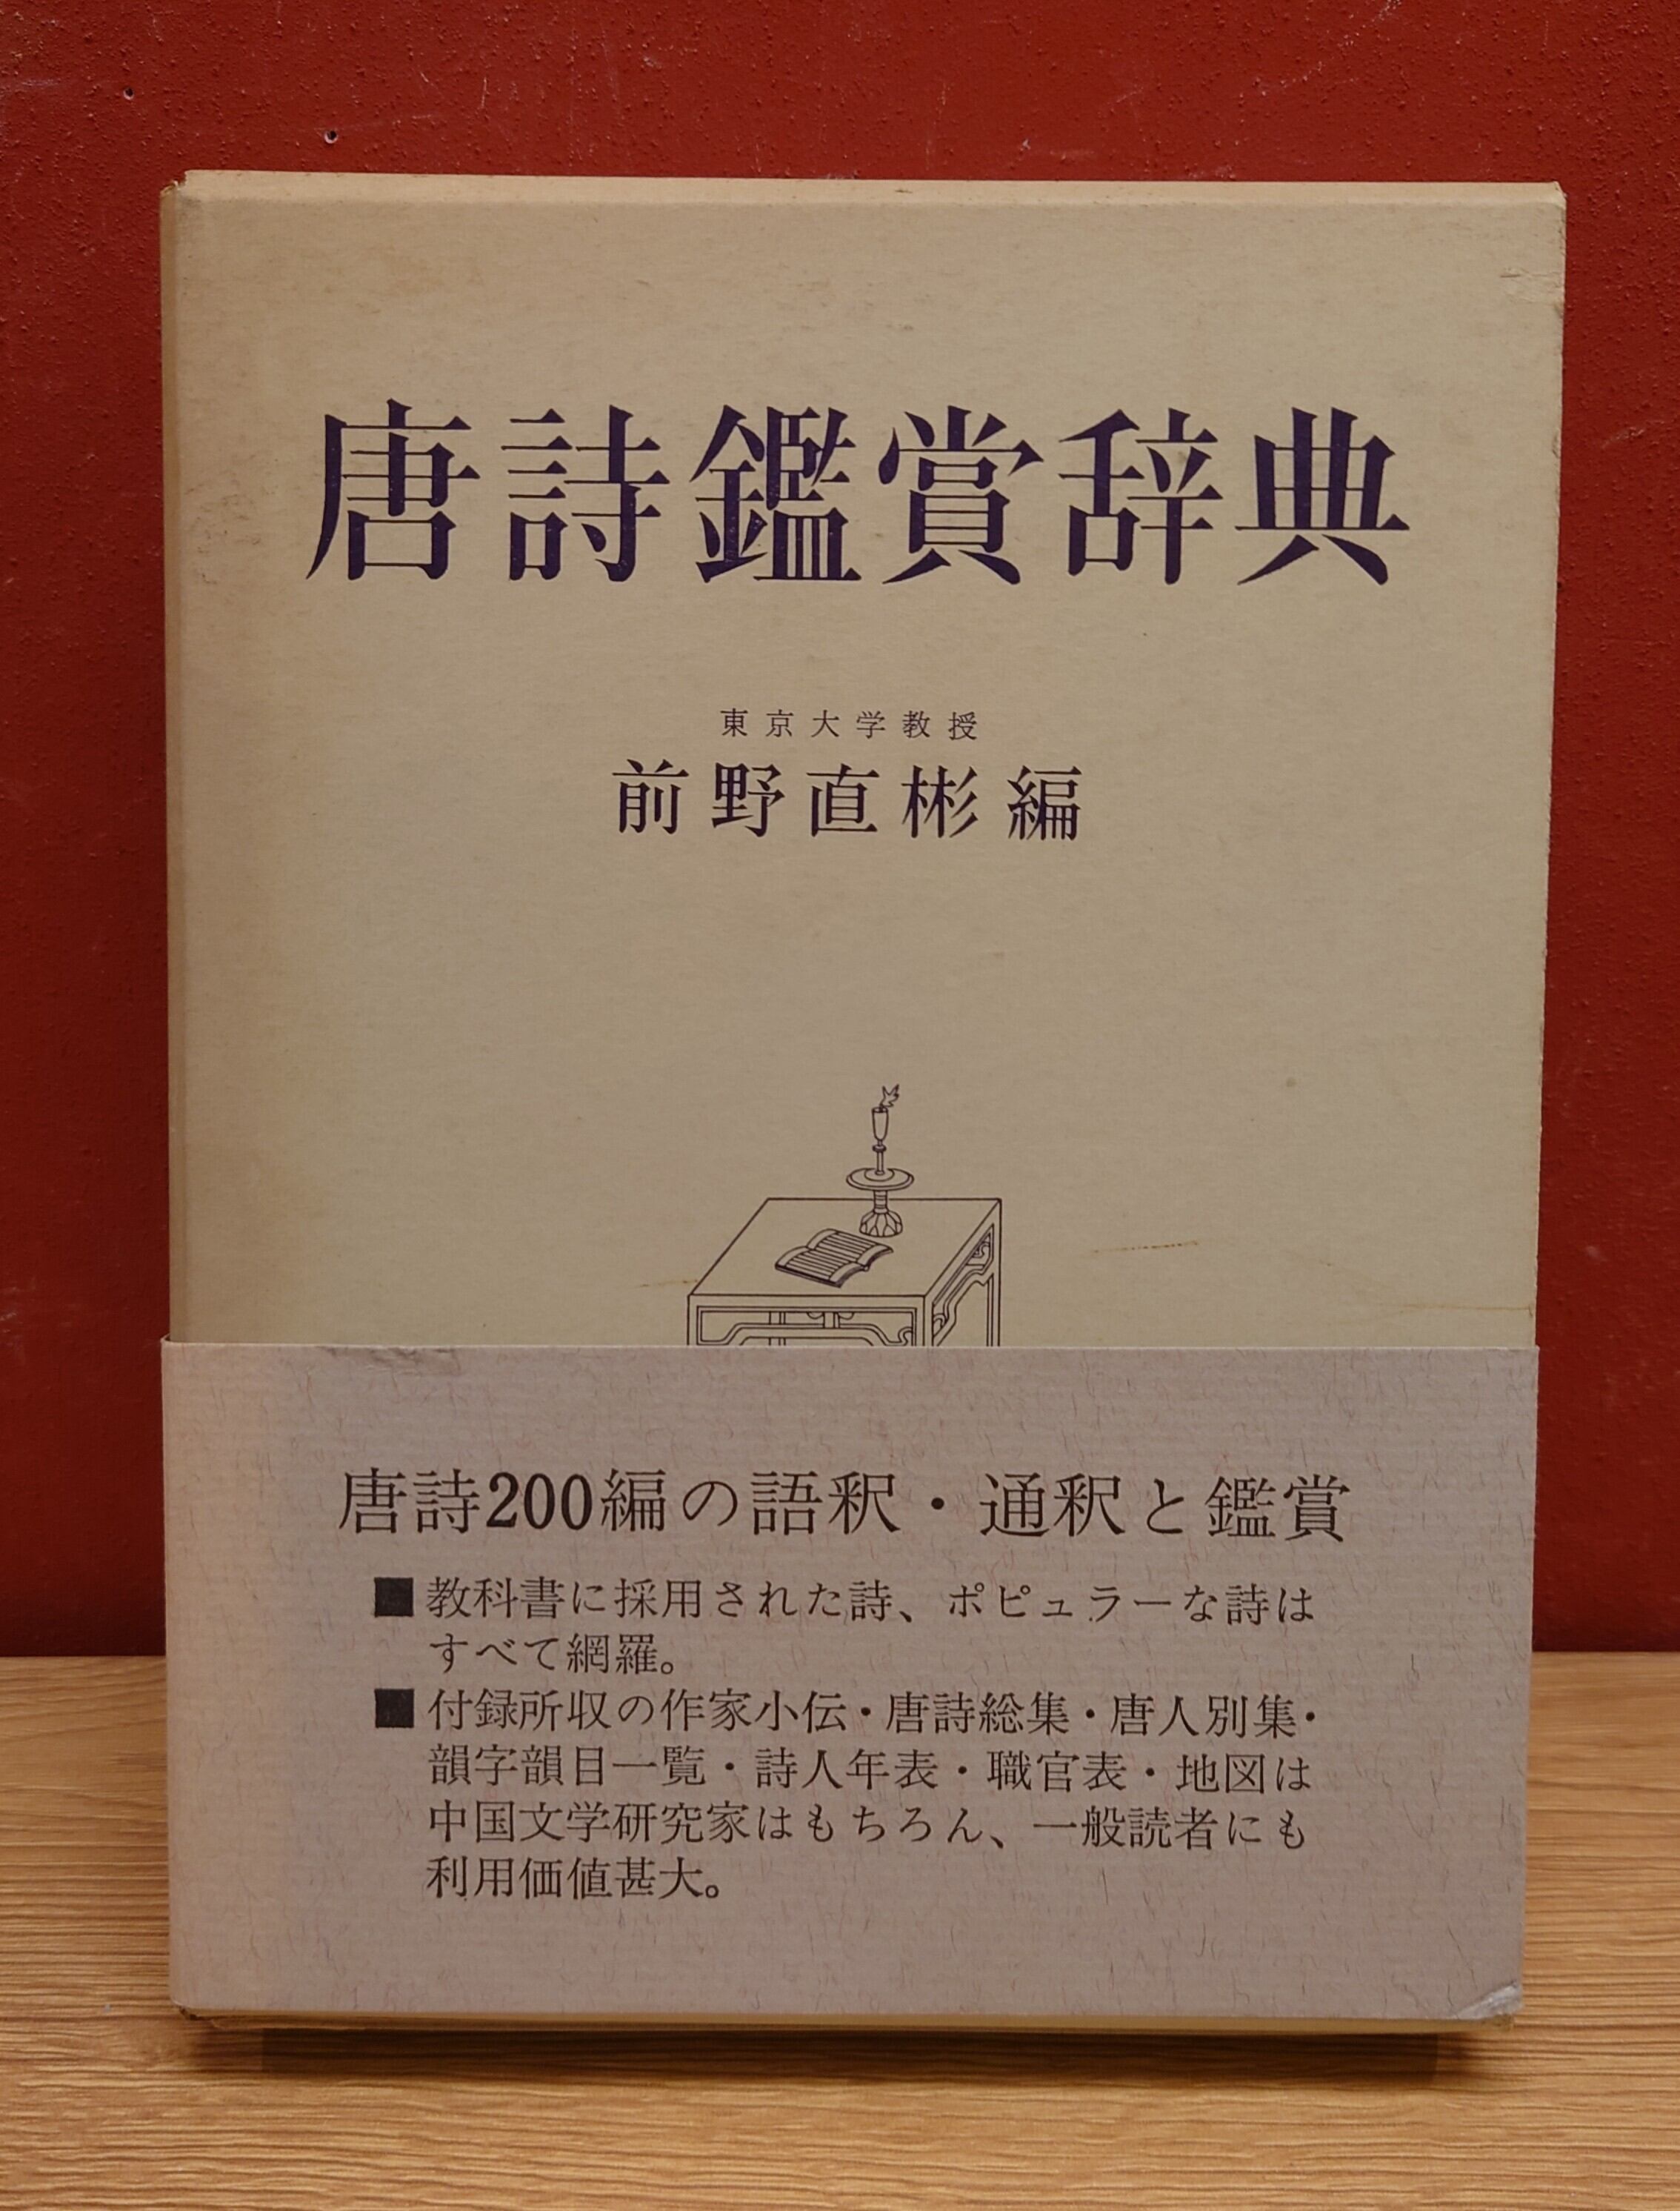 唐詩鑑賞辞典
東京大学教授
前野直彬 編
唐詩200編の語釈・通釈と鑑賞
■教科書に採用された詩、ポピュラーな詩は
すべて網羅。
■付録所収の作家小伝・唐詩総集・唐人別集・
韻字韻目一覧・詩人年表・職官表・地図は
中国文学研究家はもちろん、一般読者にも
利用価値甚大。